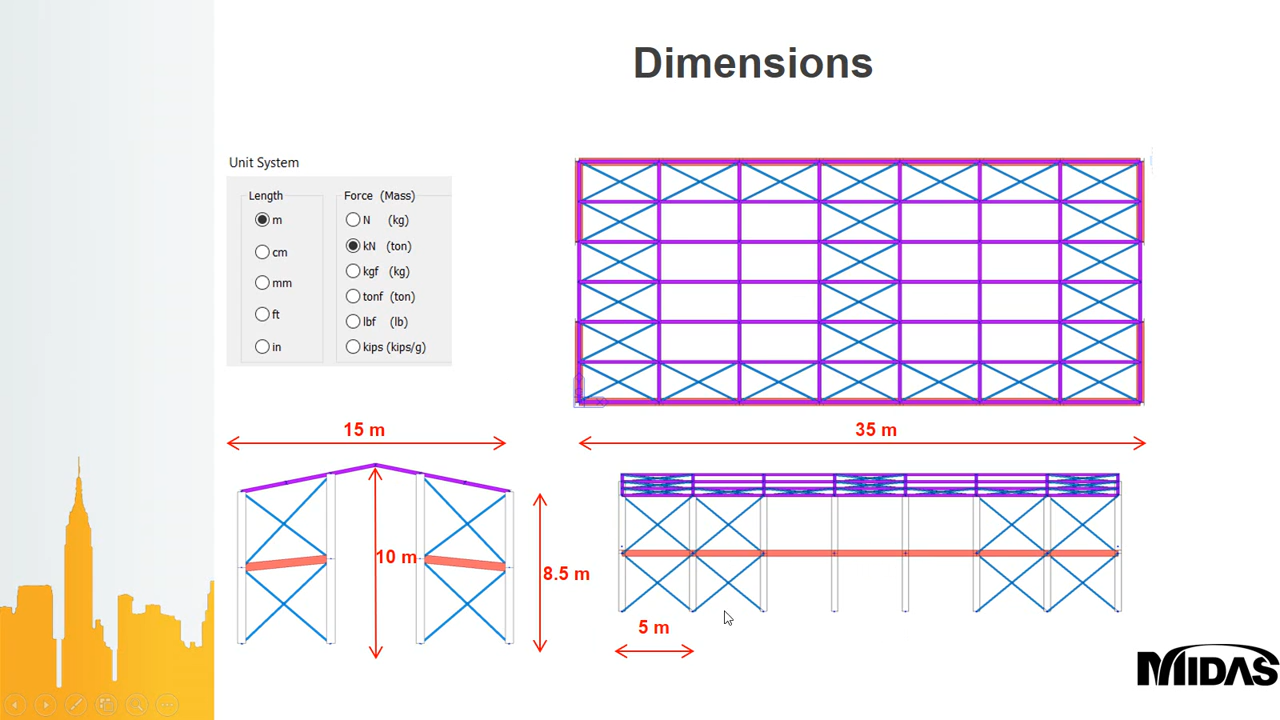 Dimensions
Unit System
Length
Force (Mass)
m
N (kg)
cm
kN (ton)
mm
kgf (kg)
ft
tonf (ton)
in
lbf (lb)
kips (kips/g)
15 m
35 m
10 m
8.5 m
5 m
MIDAS